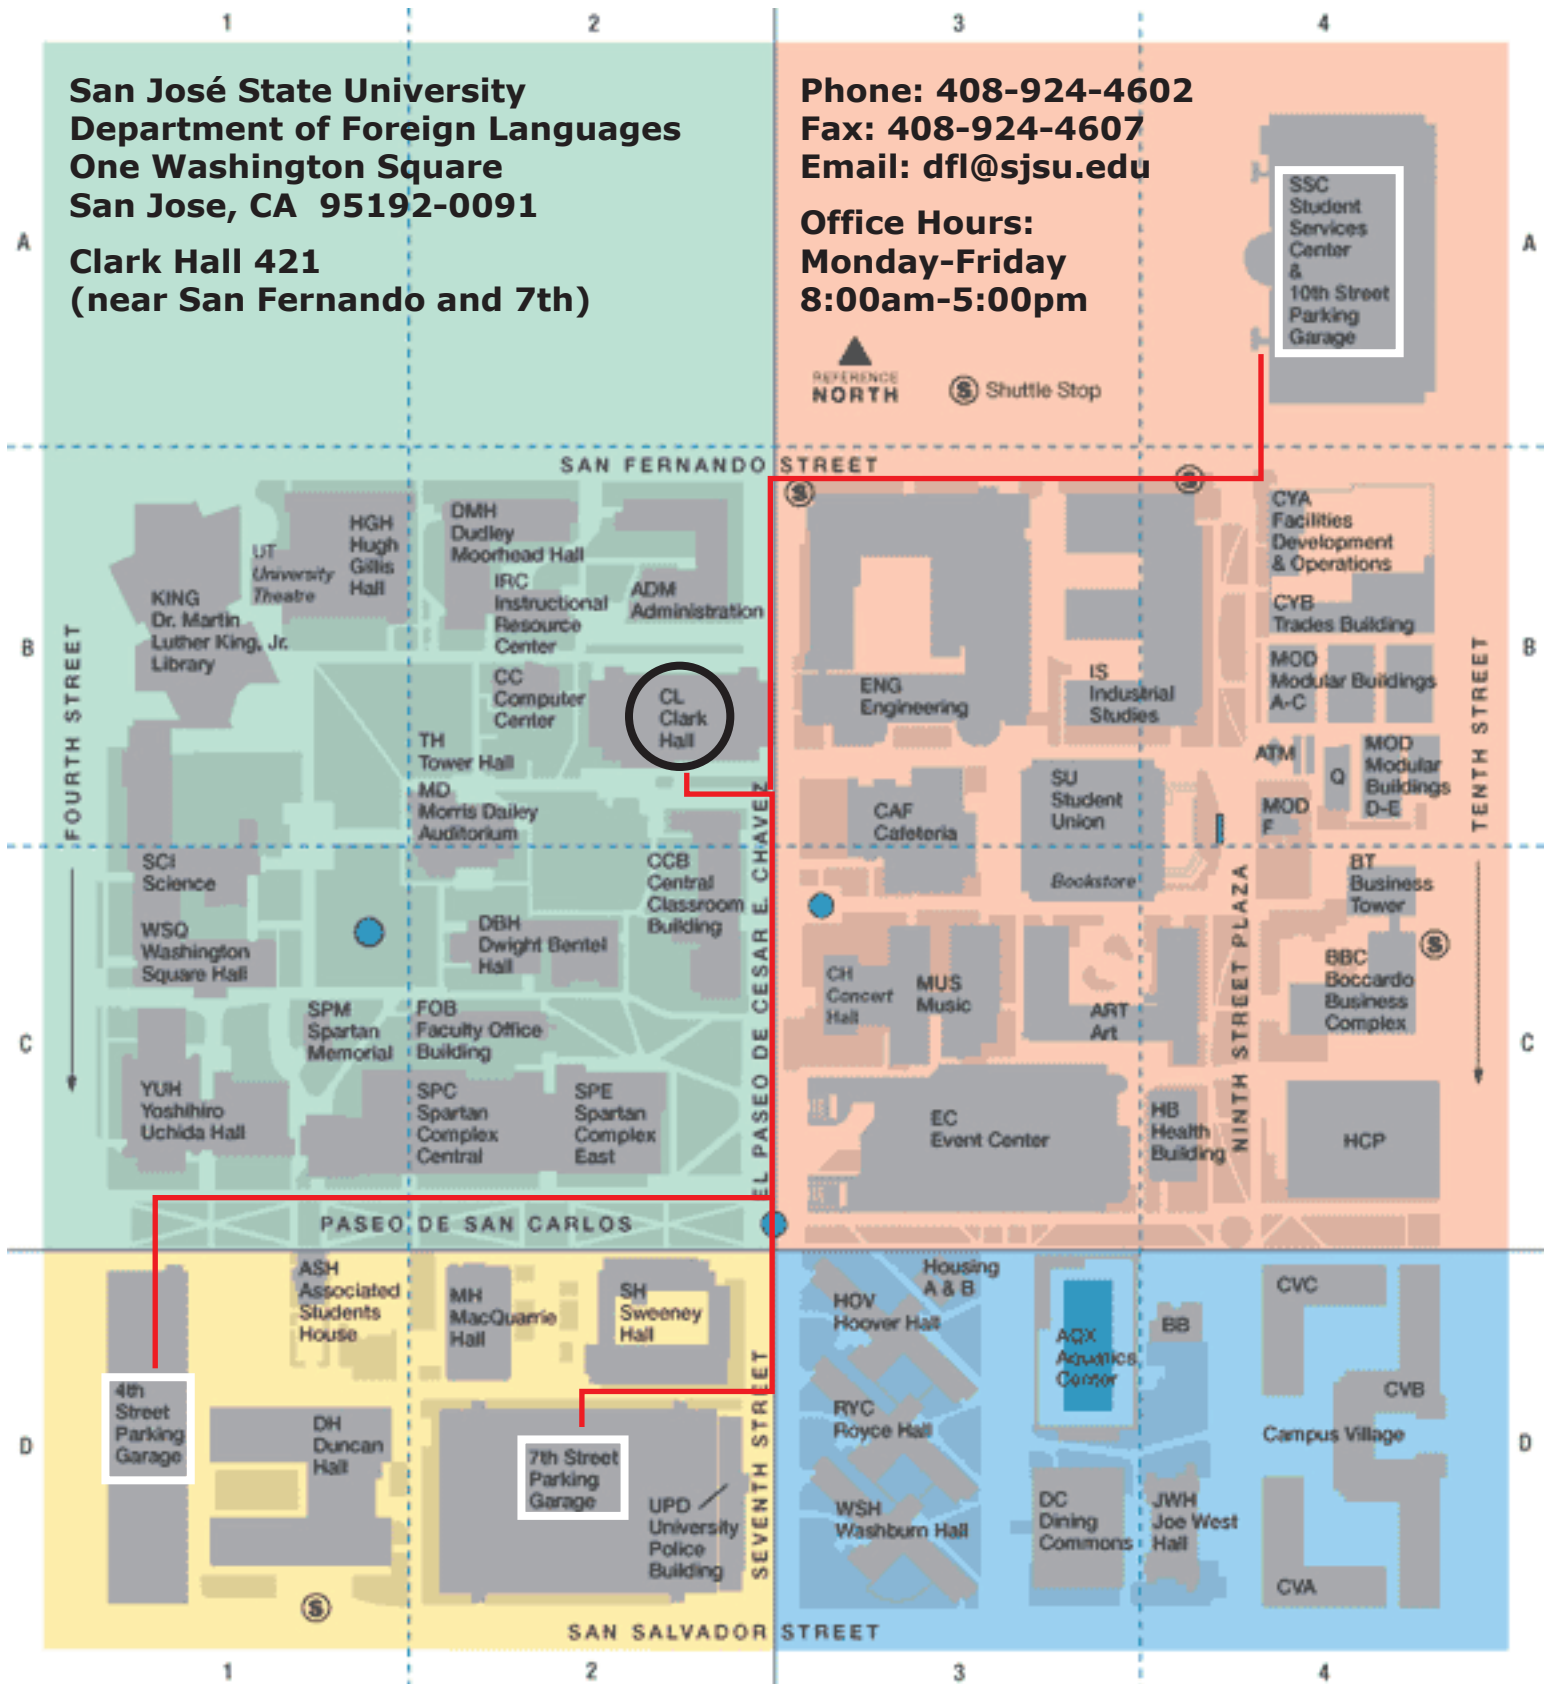 1
2
3
4
San José State University
Department of Foreign Languages
One Washington Square
San Jose, CA 95192-0091
Clark Hall 421
(near San Fernando and 7th)
Phone: 408-924-4602
Fax: 408-924-4607
Email: dfl@sjsu.edu
Office Hours:
Monday-Friday
8:00am-5:00pm
A
A
SSC
Student
Services
Center
&
10th Street
Parking
Garage
REFERENCE
NORTH
S Shuttle Stop
SAN FERNANDO STREET
S
S
B
B
FOURTH STREET
KING
Dr. Martin
Luther King, Jr.
Library
UT
University
Theatre
HGH
Hugh
Gillis
Hall
DMH
Dudley
Moorhead Hall
IRC
Instructional
Resource
Center
ADM
Administration
CC
Computer
Center
CL
Clark
Hall
TH
Tower Hall
MD
Morris Dailey
Auditorium
ENG
Engineering
IS
Industrial
Studies
CYA
Facilities
Development
& Operations
CYB
Trades Building
MOD
Modular Buildings
A-C
ATM
Q
MOD
Modular
Buildings
D-E
MOD
F
TENTH STREET
CAF
Cafeteria
SU
Student
Union
Bookstore
EL PASEO DE CESAR E. CHAVEZ
NINTH STREET PLAZA
C
C
SCI
Science
WSQ
Washington
Square Hall
CCB
Central
Classroom
Building
DBH
Dwight Bentel
Hall
SPM
Spartan
Memorial
FOB
Faculty Office
Building
YUH
Yoshihiro
Uchida Hall
SPC
Spartan
Complex
Central
SPE
Spartan
Complex
East
CH
Concert
Hall
MUS
Music
ART
Art
BT
Business
Tower
S
BBC
Boccardo
Business
Complex
EC
Event Center
HB
Health
Building
HCP
PASEO DE SAN CARLOS
D
D
ASH
Associated
Students
House
MH
MacQuarrie
Hall
SH
Sweeney
Hall
4th
Street
Parking
Garage
DH
Duncan
Hall
7th Street
Parking
Garage
UPD
University
Police
Building
SEVENTH STREET
S
Housing
A & B
HOV
Hoover Hall
RYC
Royce Hall
WSH
Washburn Hall
AQX
Aquatics
Center
BB
DC
Dining
Commons
JWH
Joe West
Hall
CVC
CVB
Campus Village
CVA
SAN SALVADOR STREET
1
2
3
4